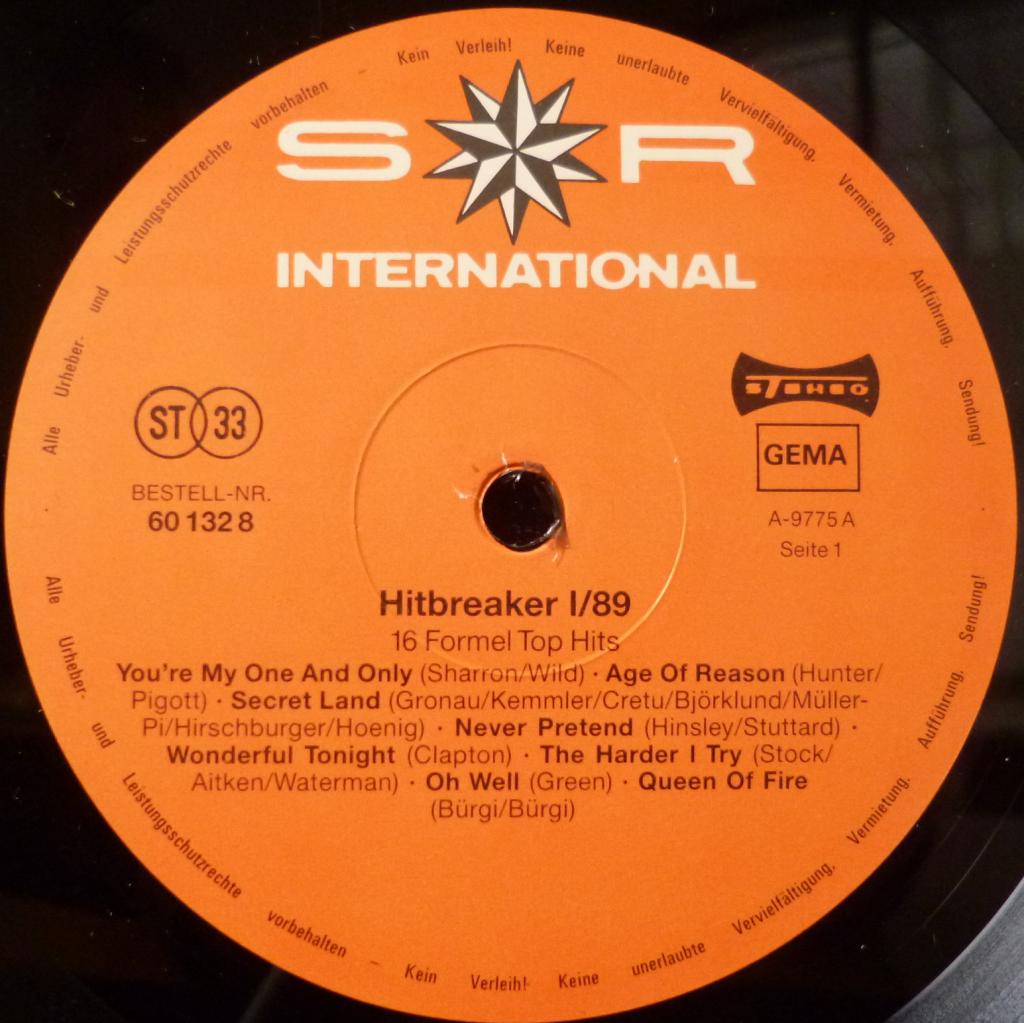 Alle Urheber- und Leistungsschutzrechte vorbehalten – Kein Verleih! Keine unerlaubte Vervielfältigung, Vermietung, Aufführung, Sendung!
S R
INTERNATIONAL
ST 33
STEREO
GEMA
BESTELL-NR.
60 132 8
A-9775 A
Seite 1
Hitbreaker I/89
16 Formel Top Hits
You're My One And Only (Sharron/Wild) · Age Of Reason (Hunter/
Pigott) · Secret Land (Gronau/Kemmler/Cretu/Björklund/Müller-
Pi/Hirschburger/Hoenig) · Never Pretend (Hinsley/Stuttard) ·
Wonderful Tonight (Clapton) · The Harder I Try (Stock/
Aitken/Waterman) · Oh Well (Green) · Queen Of Fire
(Bürgi/Bürgi)
Alle Urheber- und Leistungsschutzrechte vorbehalten – Kein Verleih! Keine unerlaubte Vervielfältigung, Vermietung, Aufführung, Sendung!